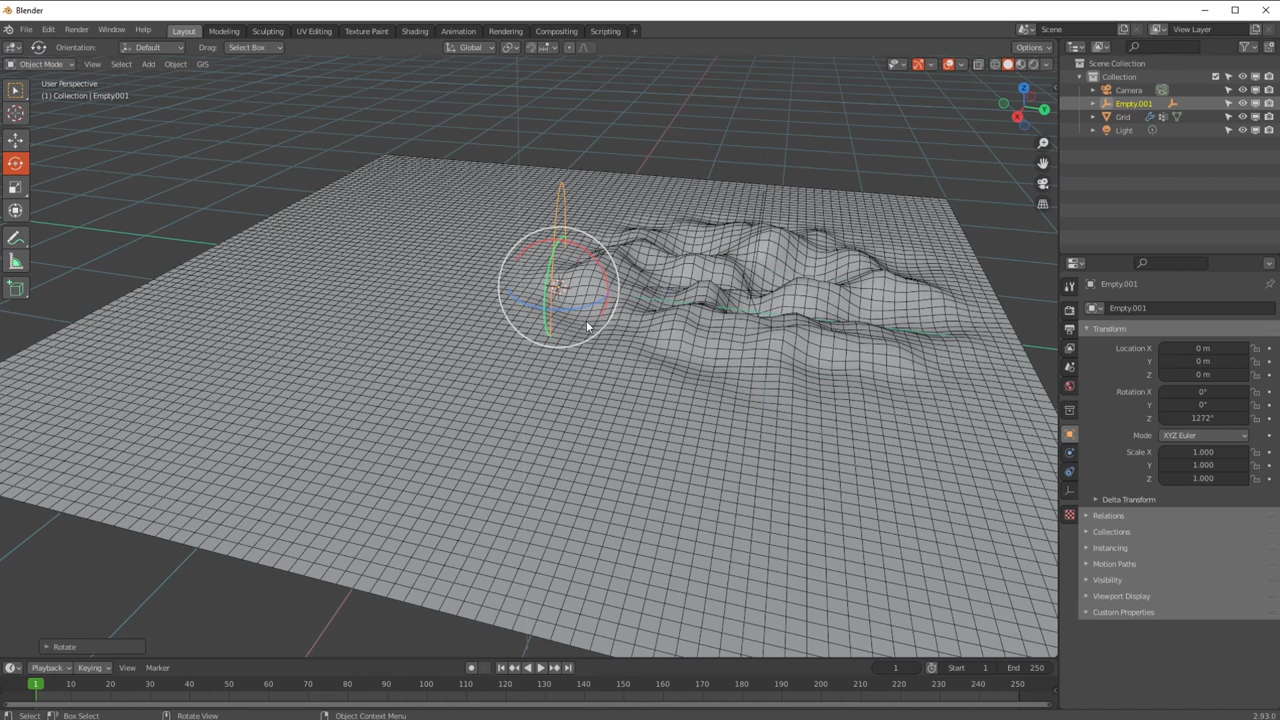 Blender
File Edit Render Window Help
Layout Modeling Sculpting UV Editing Texture Paint Shading Animation Rendering Compositing Scripting +
Scene
View Layer
Orientation: Default Drag: Select Box
Global
Options
Object Mode View Select Add Object GIS
User Perspective
(1) Collection | Empty.001
X
Y
Z
Scene Collection
Collection
Camera
Empty.001
Grid
Light
Empty.001
Empty.001
Transform
Location X 0 m
Y 0 m
Z 0 m
Rotation X 0°
Y 0°
Z 1272°
Mode XYZ Euler
Scale X 1.000
Y 1.000
Z 1.000
Delta Transform
Relations
Collections
Instancing
Motion Paths
Visibility
Viewport Display
Custom Properties
Rotate
Playback Keying View Marker
1
Start 1
End 250
1 10 20 30 40 50 60 70 80 90 100 110 120 130 140 150 160 170 180 190 200 210 220 230 240 250
Select Box Select Rotate View Object Context Menu
2.93.0